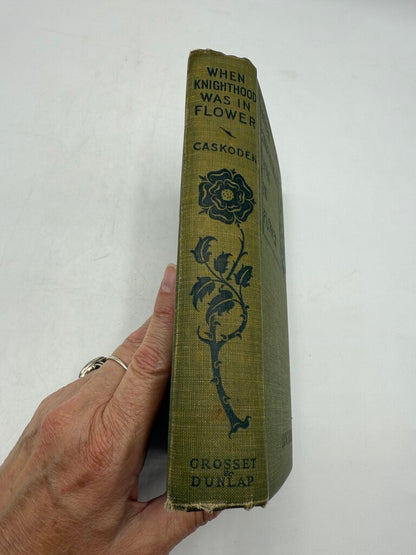 WHEN
KNIGHTHOOD
WAS IN
FLOWER
CASKODEN
GROSSET
&
DUNLAP